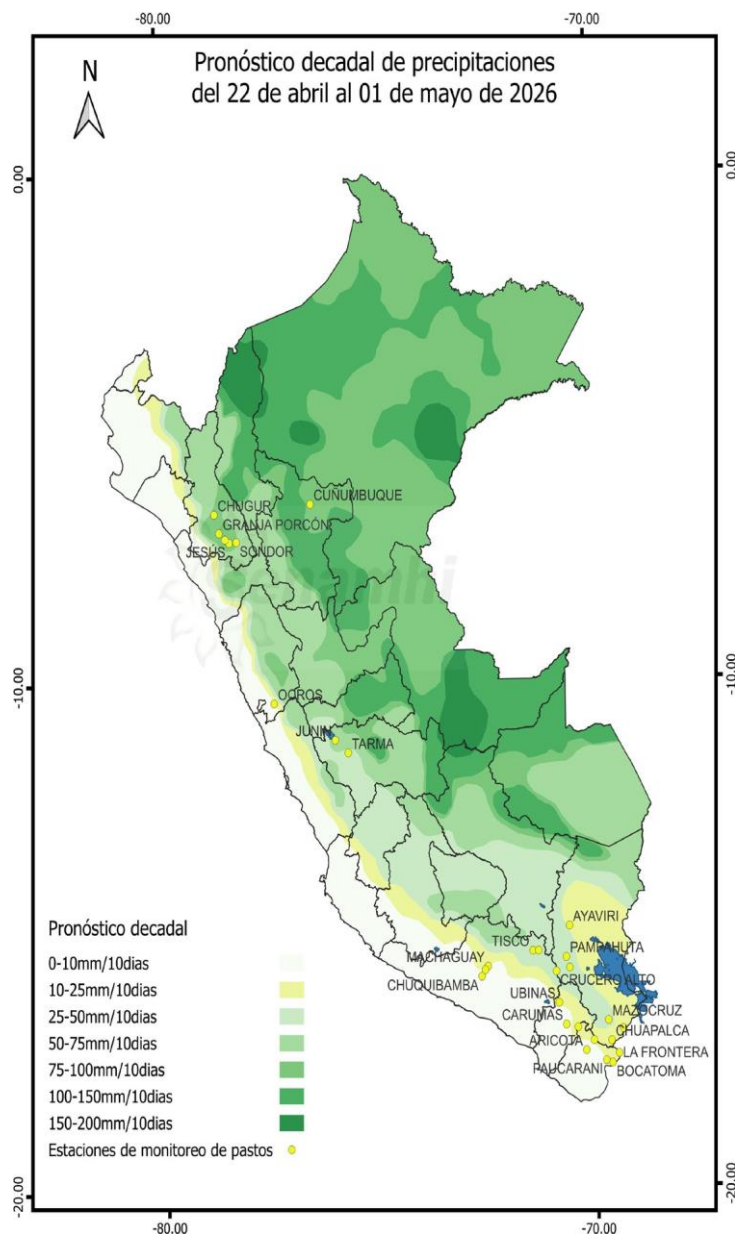 -80.00
-70.00
Pronóstico decadal de precipitaciones
del 22 de abril al 01 de mayo de 2026
N
0.00
0.00
CUÑUMBUQUE
CHUGUR
GRANJA PORCÓN
JESÚS
SONDOR
senamhi
-10.00
-10.00
OCROS
JUNIN
TARMA
AYAVIRI
TISCO
PAMPAHUTA
MACHAGUAY
CRUCERO ALTO
CHUQUIBAMBA
UBINAS
MAZOCRUZ
CARUMAS
CHUAPALCA
ARICOTA
LA FRONTERA
PAUCARANI
BOCATOMA
Pronóstico decadal
0-10mm/10dias
10-25mm/10dias
25-50mm/10dias
50-75mm/10dias
75-100mm/10dias
100-150mm/10dias
150-200mm/10dias
Estaciones de monitoreo de pastos
-20.00
-20.00
-80.00
-70.00